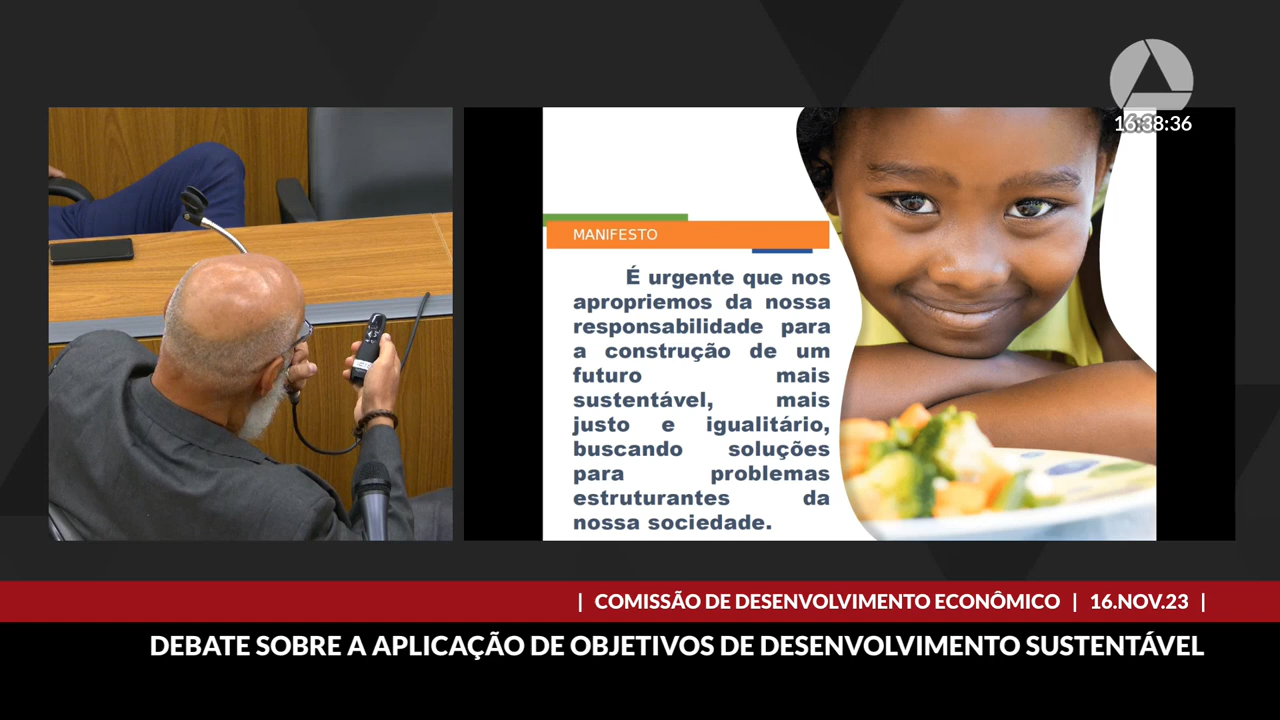 16:38:36
MANIFESTO
É urgente que nos
apropriemos da nossa
responsabilidade para
a construção de um
futuro mais
sustentável, mais
justo e igualitário,
buscando soluções
para problemas
estruturantes da
nossa sociedade.
| COMISSÃO DE DESENVOLVIMENTO ECONÔMICO | 16.NOV.23 |
DEBATE SOBRE A APLICAÇÃO DE OBJETIVOS DE DESENVOLVIMENTO SUSTENTÁVEL